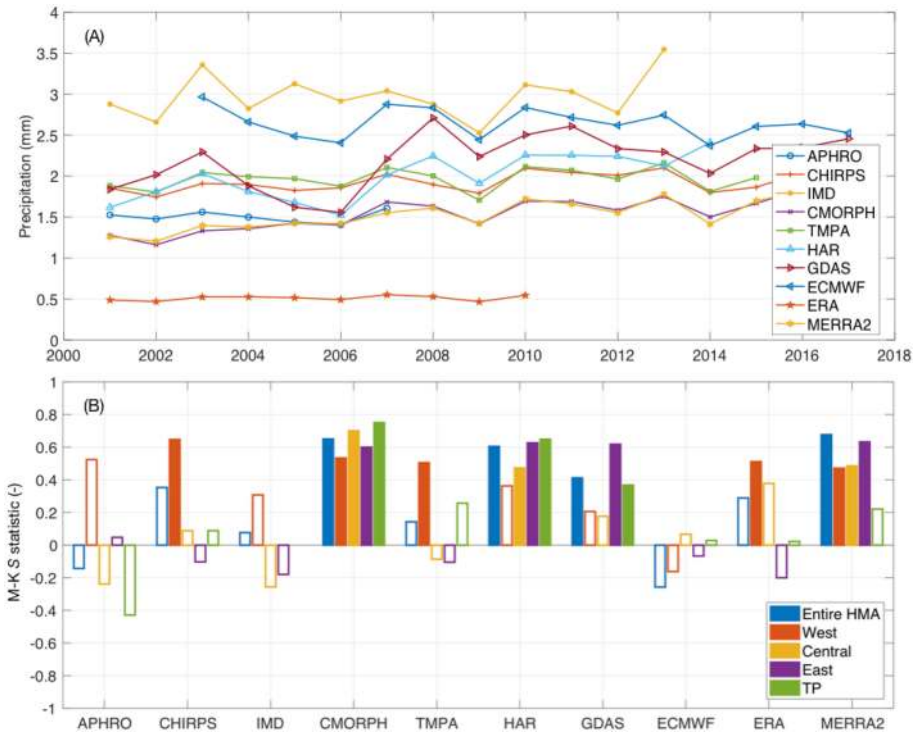 (A)
4
3.5
3
2.5
2
1.5
1
0.5
0
Precipitation (mm)
2000 2002 2004 2006 2008 2010 2012 2014 2016 2018
APHRO
CHIRPS
IMD
CMORPH
TMPA
HAR
GDAS
ECMWF
ERA
MERRA2
(B)
1
0.8
0.6
0.4
0.2
0
-0.2
-0.4
-0.6
-0.8
-1
M-K S statistic (-)
Entire HMA
West
Central
East
TP
APHRO CHIRPS IMD CMORPH TMPA HAR GDAS ECMWF ERA MERRA2